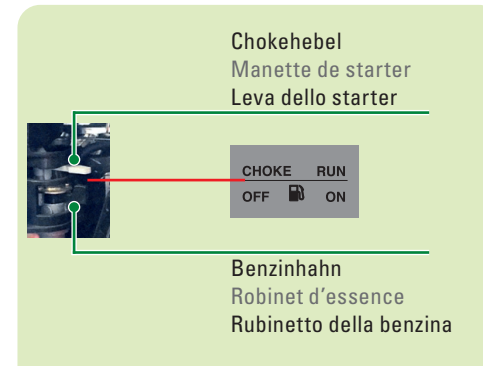 Chokehebel
Manette de starter
Leva dello starter
CHOKE RUN
OFF ON
Benzinhahn
Robinet d'essence
Rubinetto della benzina